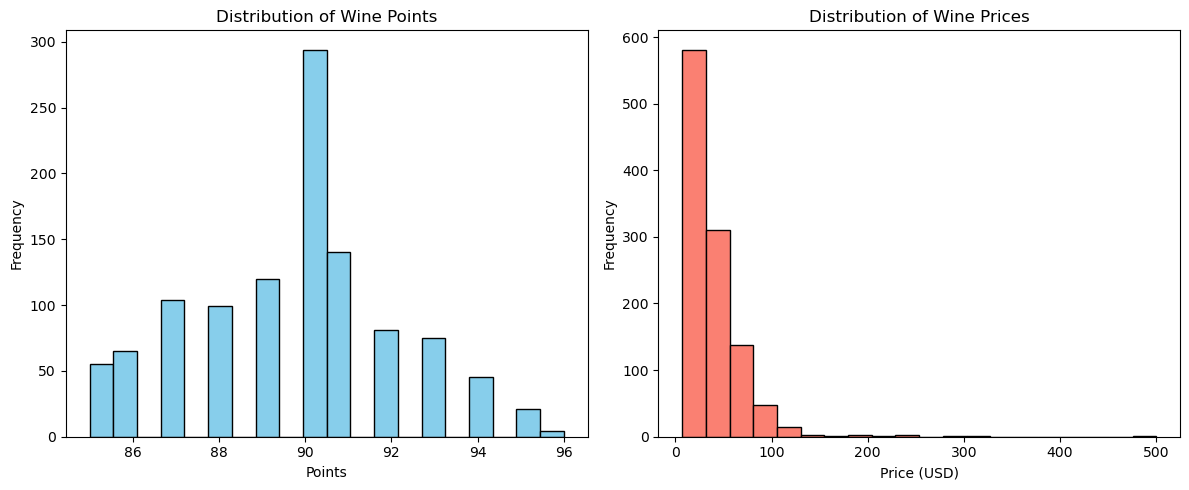 Distribution of Wine Points
300
250
200
150
100
50
0
Frequency
86 88 90 92 94 96
Points
Distribution of Wine Prices
600
500
400
300
200
100
0
Frequency
0 100 200 300 400 500
Price (USD)